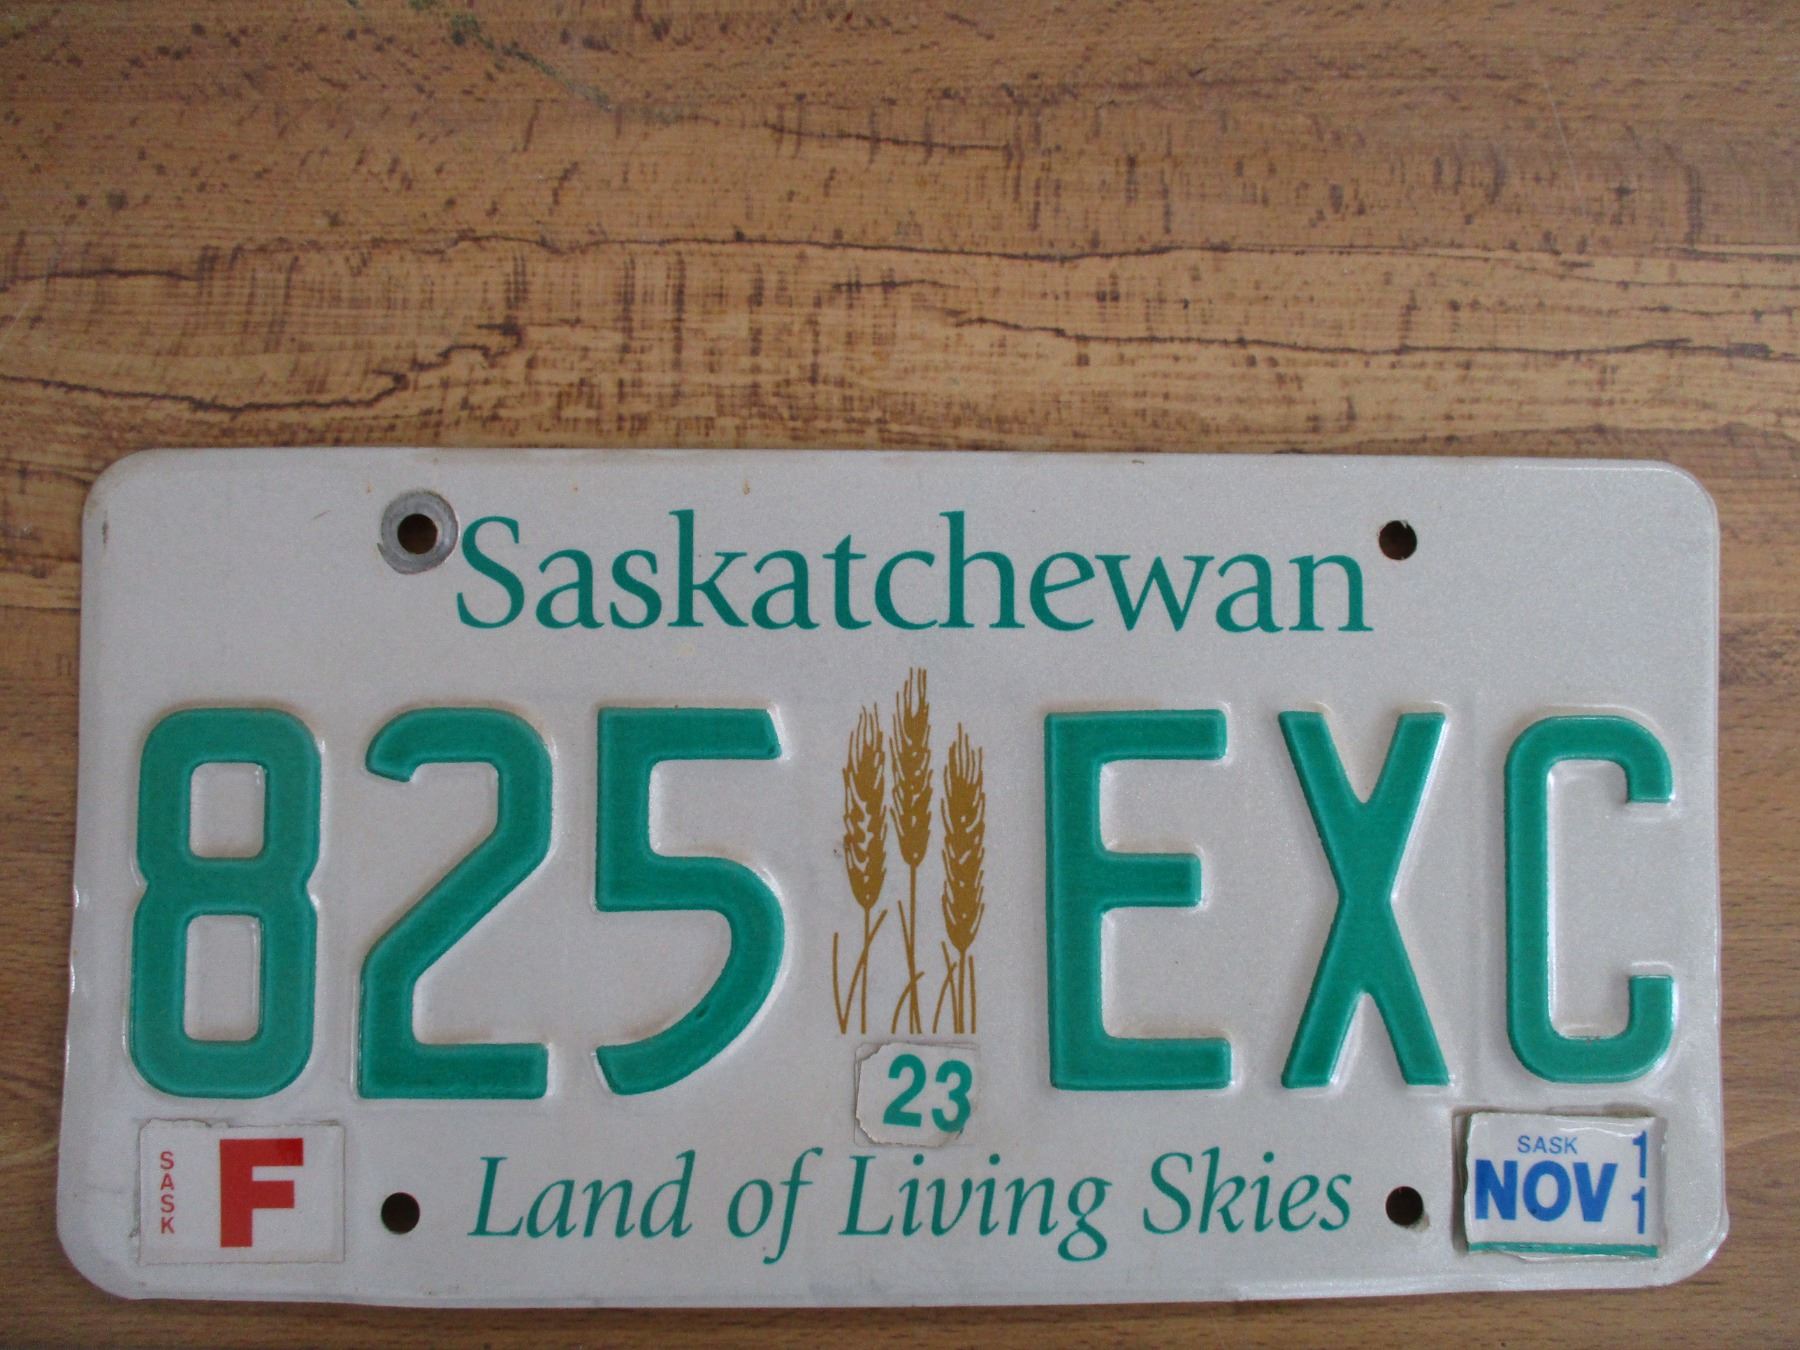 Saskatchewan
825 EXC
23
SASK F
Land of Living Skies
SASK
NOV 11